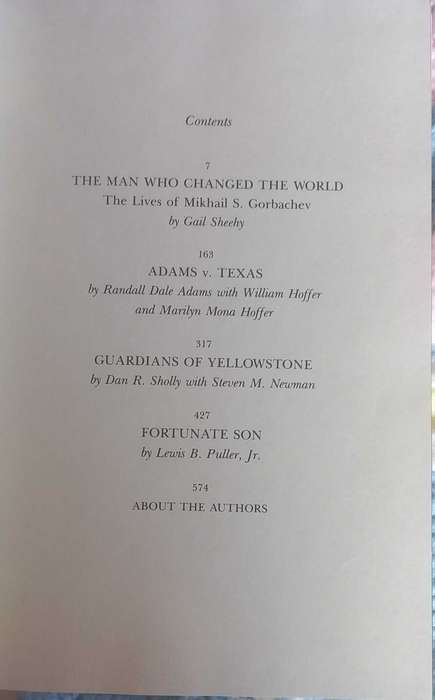 Contents
7
THE MAN WHO CHANGED THE WORLD
The Lives of Mikhail S. Gorbachev
by Gail Sheehy
163
ADAMS v. TEXAS
by Randall Dale Adams with William Hoffer
and Marilyn Mona Hoffer
317
GUARDIANS OF YELLOWSTONE
by Dan R. Sholly with Steven M. Newman
427
FORTUNATE SON
by Lewis B. Puller, Jr.
574
ABOUT THE AUTHORS